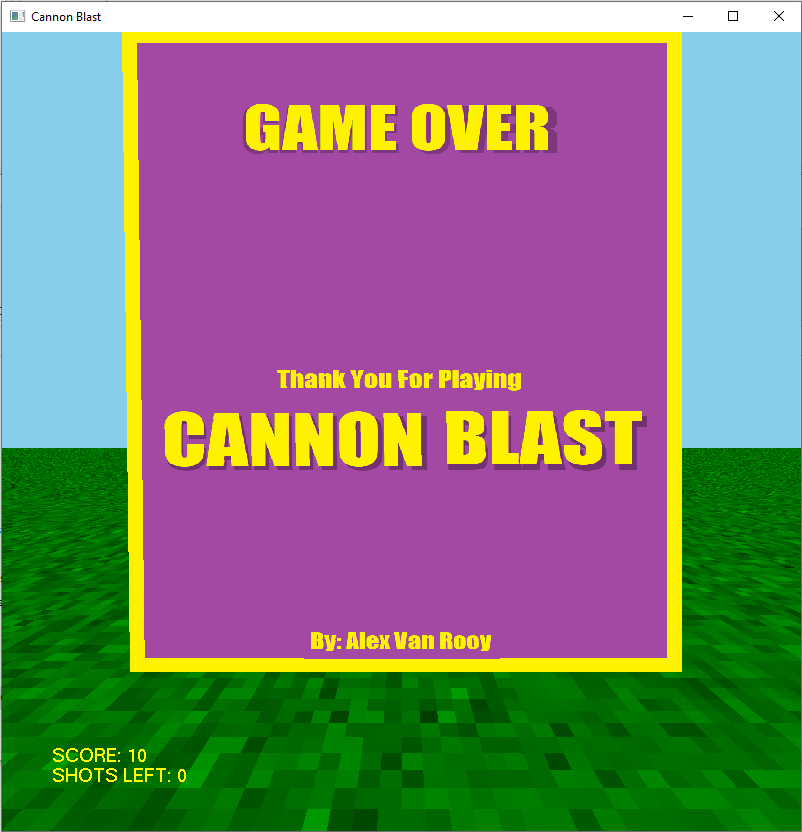 Cannon Blast
GAME OVER
Thank You For Playing
CANNON BLAST
By: Alex Van Rooy
SCORE: 10
SHOTS LEFT: 0